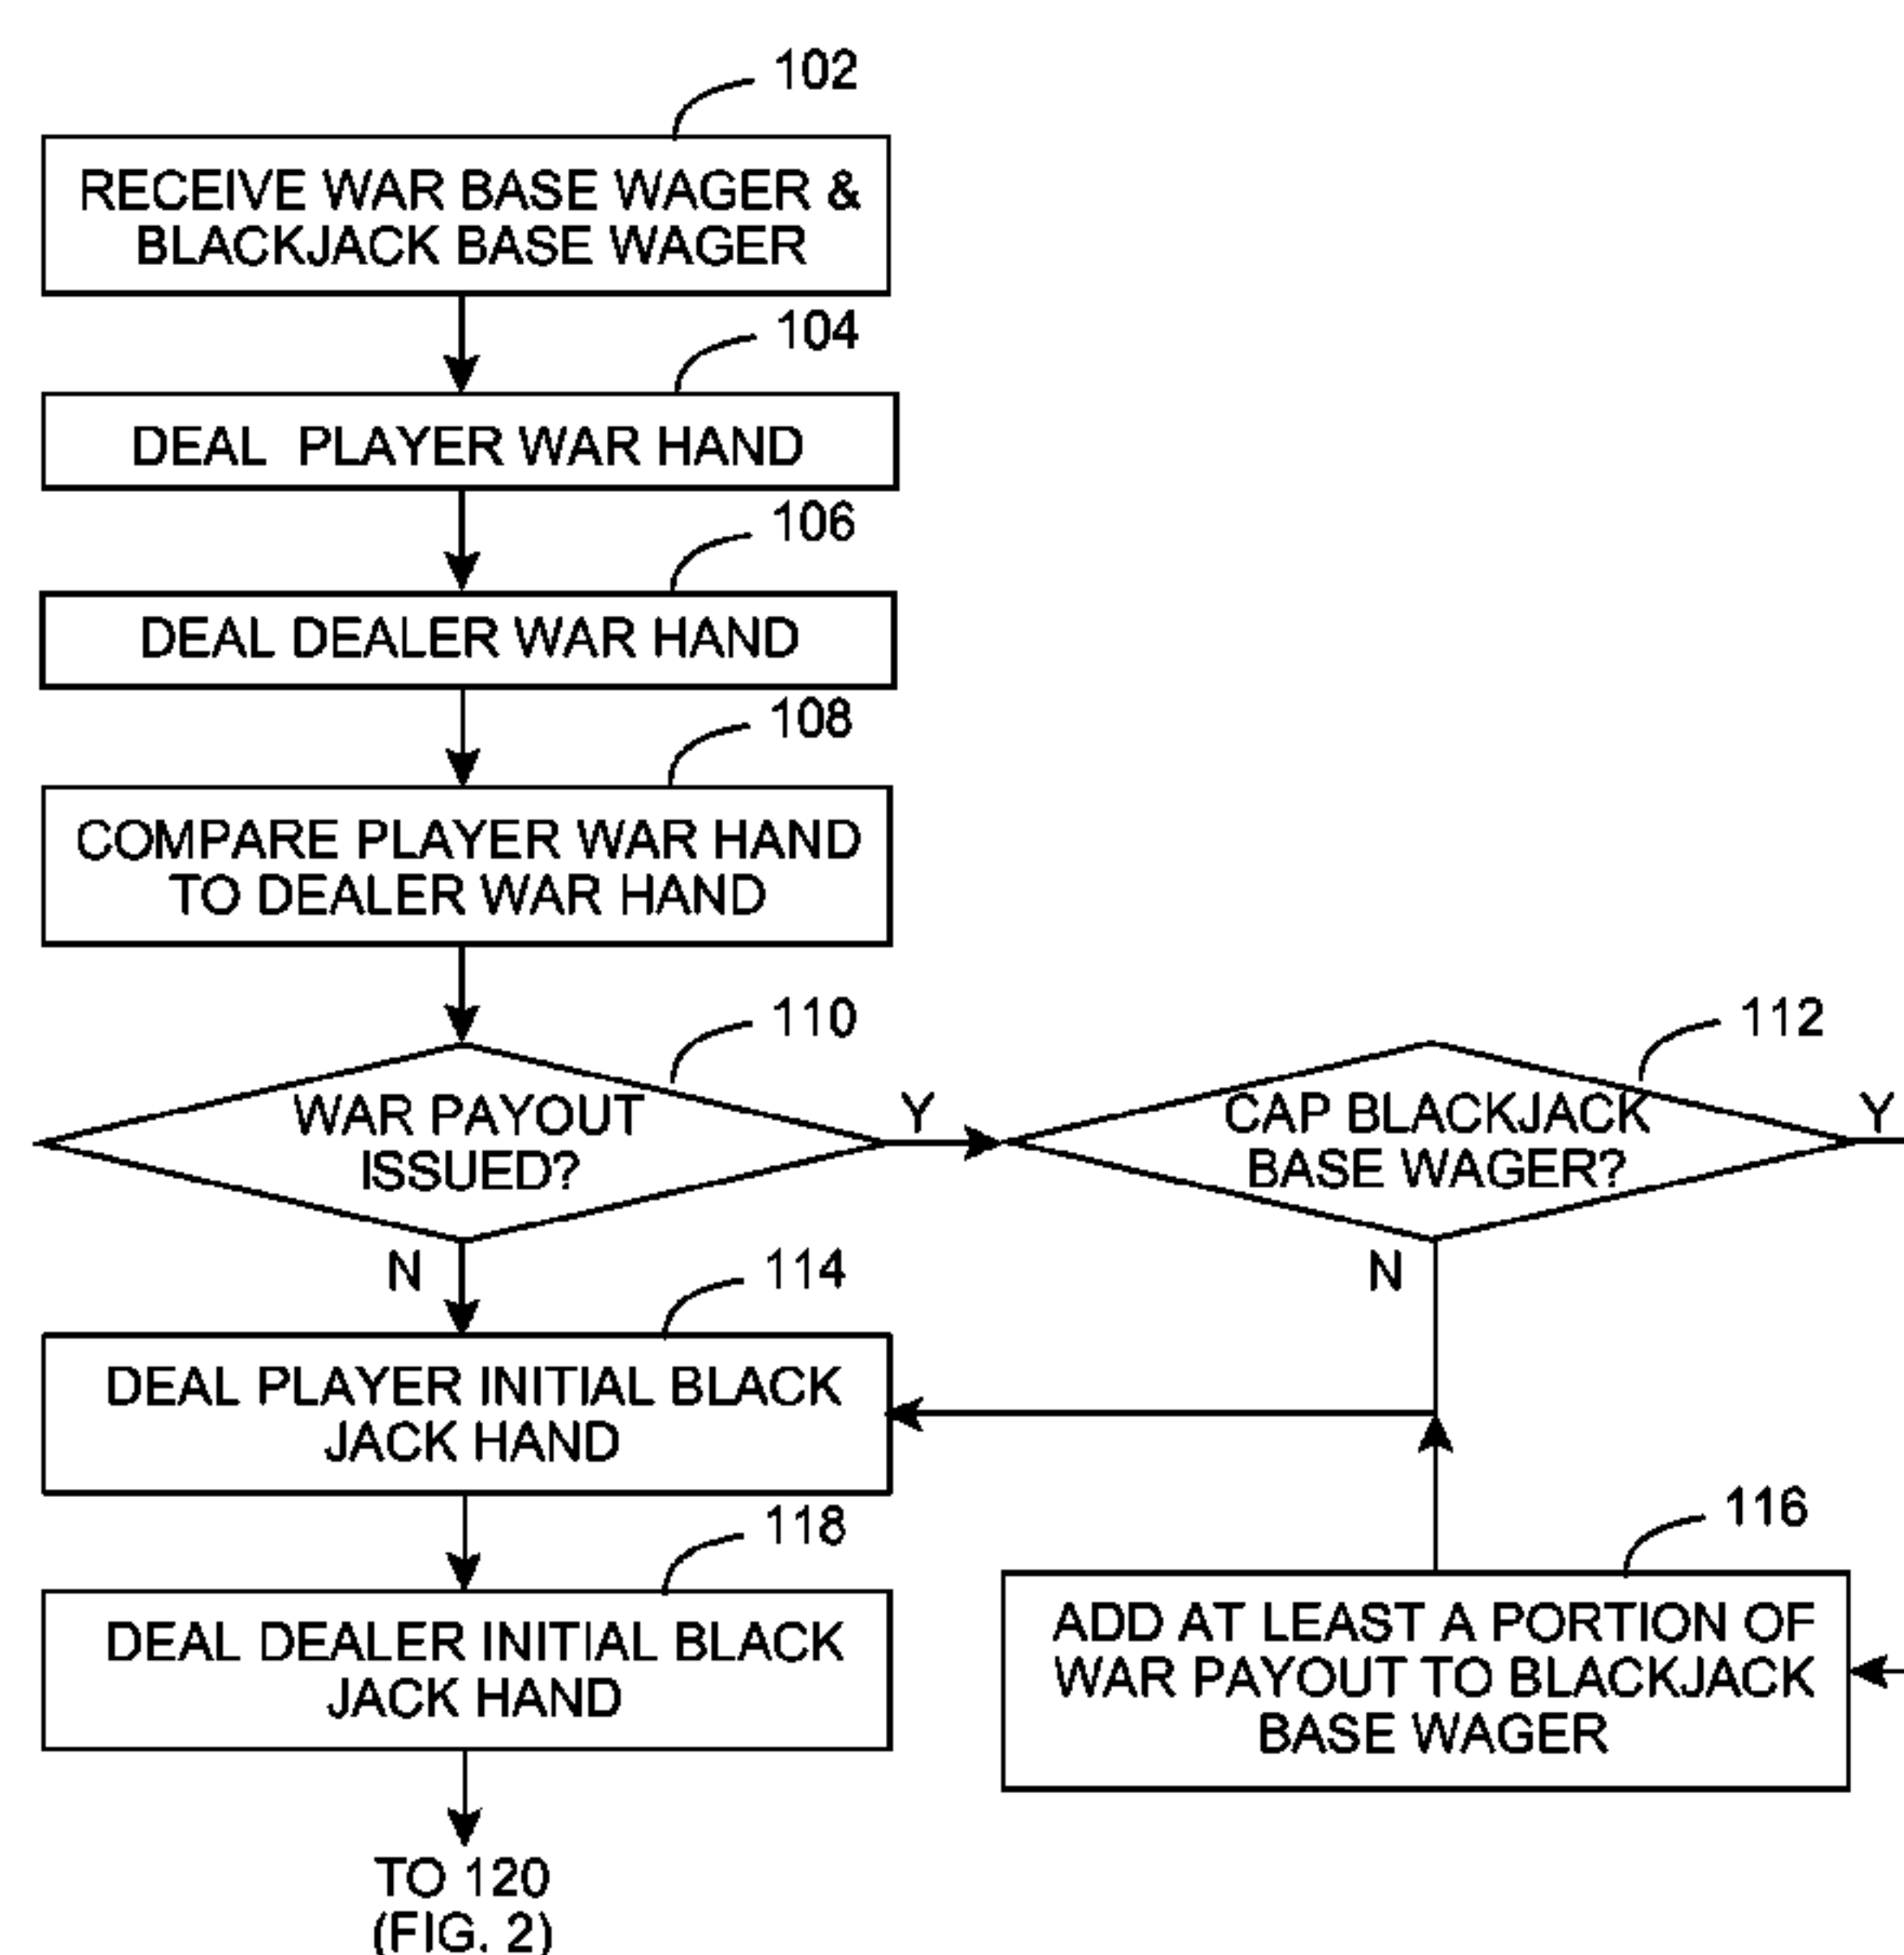 102
RECEIVE WAR BASE WAGER &
BLACKJACK BASE WAGER
104
DEAL PLAYER WAR HAND
106
DEAL DEALER WAR HAND
108
COMPARE PLAYER WAR HAND
TO DEALER WAR HAND
110
WAR PAYOUT
ISSUED?
Y
N
112
CAP BLACKJACK
BASE WAGER?
Y
N
114
DEAL PLAYER INITIAL BLACK
JACK HAND
116
ADD AT LEAST A PORTION OF
WAR PAYOUT TO BLACKJACK
BASE WAGER
118
DEAL DEALER INITIAL BLACK
JACK HAND
TO 120
(FIG. 2)